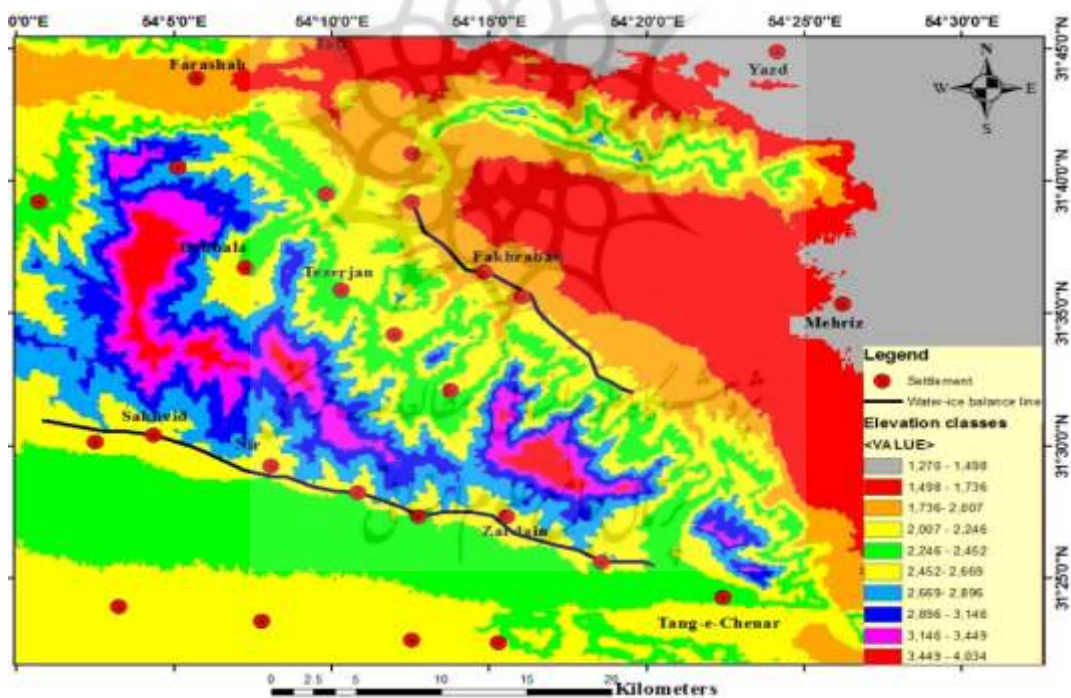 0'0"E 54°5'0"E 54°10'0"E 54°15'0"E 54°20'0"E 54°25'0"E 54°30'0"E
31°45'0"N
31°40'0"N
31°35'0"N
31°30'0"N
31°25'0"N
N
W E
S
Farashah
Yazd
Tezerjan
Fakhrabad
Mehriz
Sakhvid
Nir
Zardain
Tang-e-Chenar
Legend
Settlement
Water-ice balance line
Elevation classes
<VALUE>
1,270 - 1,498
1,498 - 1,736
1,736 - 2,007
2,007 - 2,246
2,246 - 2,452
2,452 - 2,669
2,669 - 2,896
2,896 - 3,146
3,146 - 3,449
3,449 - 4,034
0 2.5 5 10 15 20
Kilometers